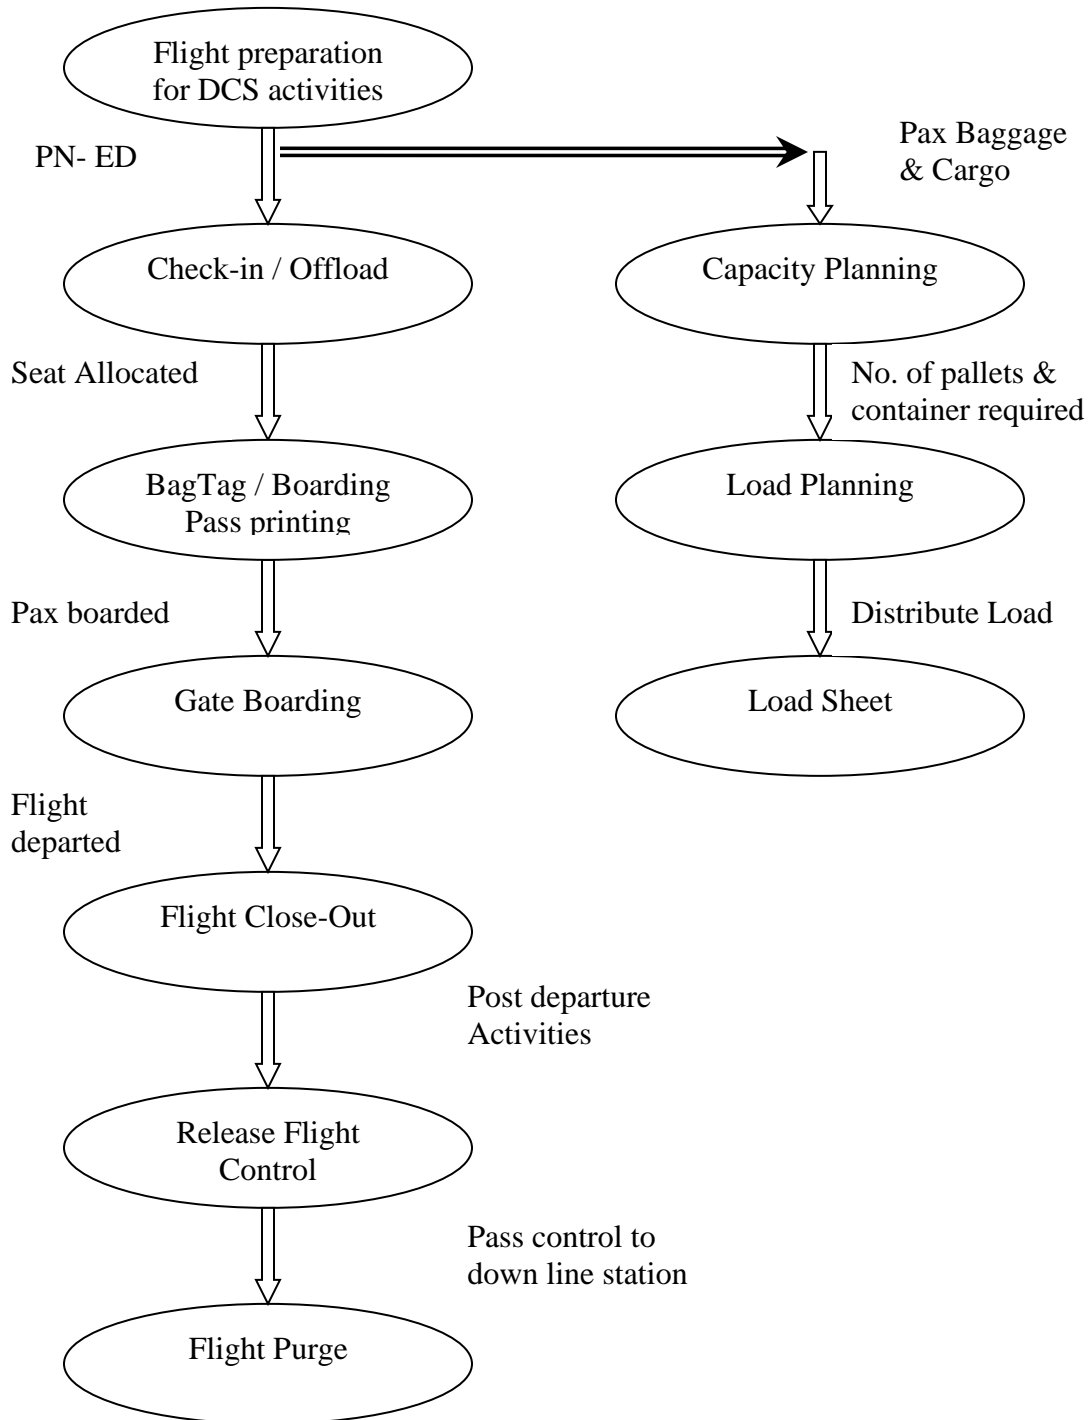 Flight preparation
for DCS activities
PN- ED
Pax Baggage
& Cargo
Check-in / Offload
Capacity Planning
Seat Allocated
No. of pallets &
container required
BagTag / Boarding
Pass printing
Load Planning
Pax boarded
Distribute Load
Gate Boarding
Load Sheet
Flight
departed
Flight Close-Out
Post departure
Activities
Release Flight
Control
Pass control to
down line station
Flight Purge